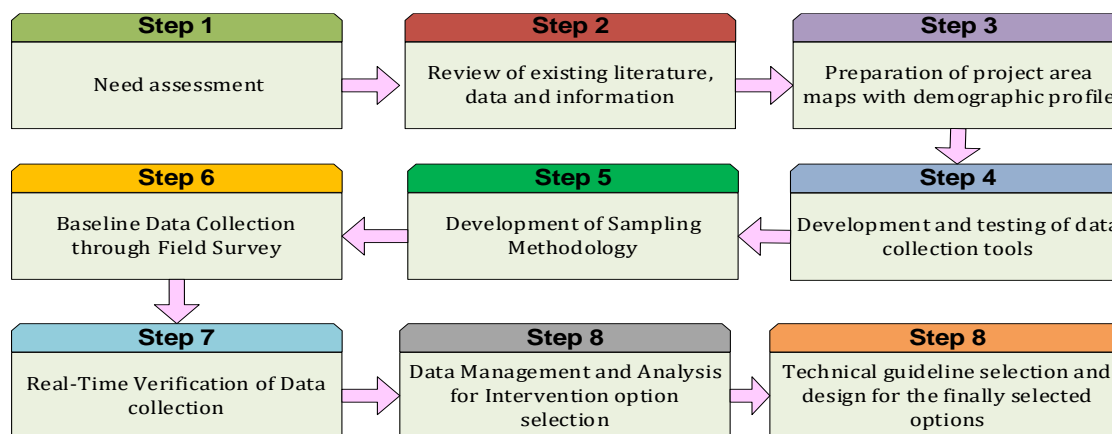 Step 1
Need assessment
Step 2
Review of existing literature,
data and information
Step 3
Preparation of project area
maps with demographic profile
Step 4
Development and testing of data
collection tools
Step 5
Development of Sampling
Methodology
Step 6
Baseline Data Collection
through Field Survey
Step 7
Real-Time Verification of Data
collection
Step 8
Data Management and Analysis
for Intervention option
selection
Step 8
Technical guideline selection and
design for the finally selected
options